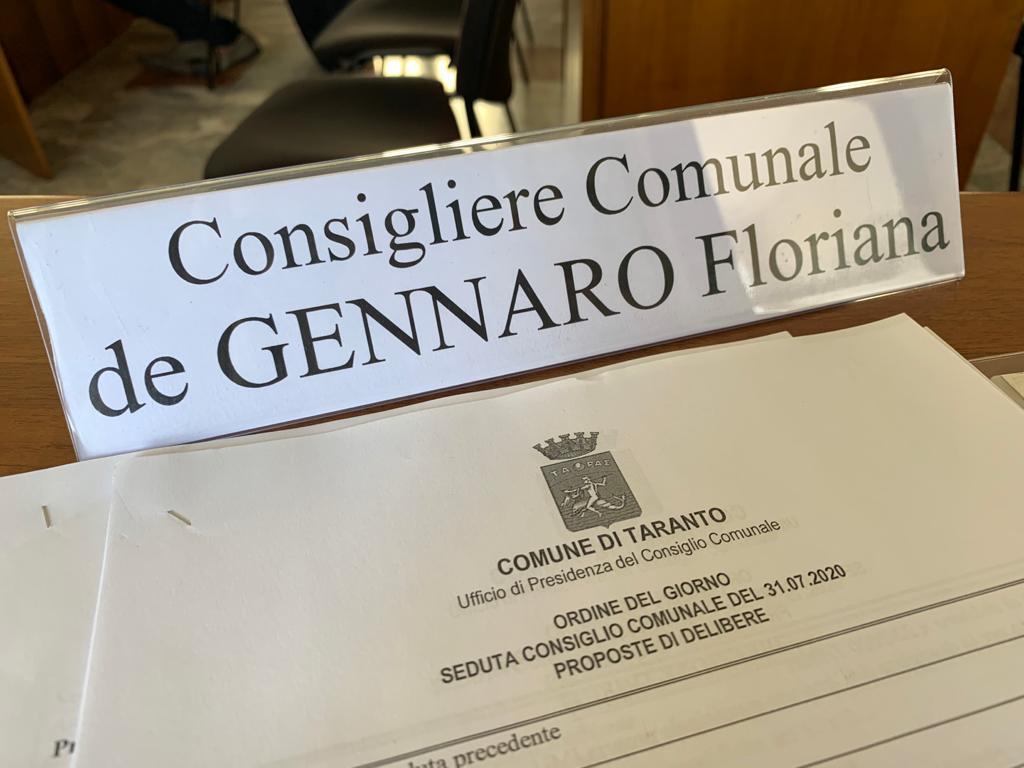 Consigliere Comunale
de GENNARO Floriana
ΤΑΡΑΣ
COMUNE DI TARANTO
Ufficio di Presidenza del Consiglio Comunale
ORDINE DEL GIORNO
SEDUTA CONSIGLIO COMUNALE DEL 31.07.2020
PROPOSTE DI DELIBERE
precedente